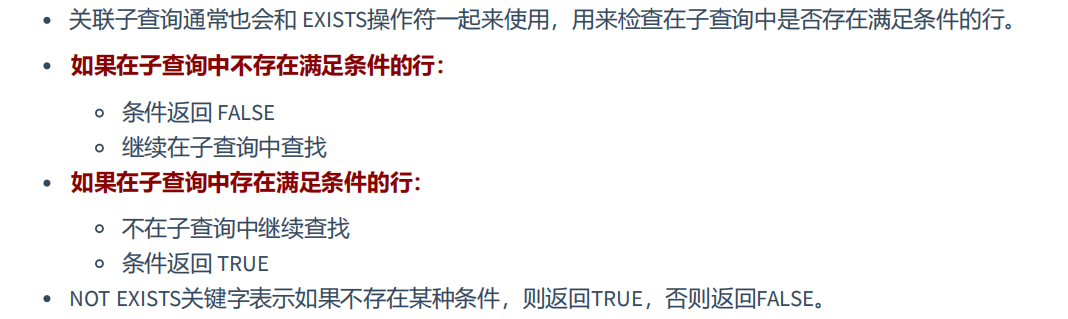 关联子查询通常也会和 EXISTS操作符一起来使用，用来检查在子查询中是否存在满足条件的行。
如果在子查询中不存在满足条件的行：
条件返回 FALSE
继续在子查询中查找
如果在子查询中存在满足条件的行：
不在子查询中继续查找
条件返回 TRUE
NOT EXISTS关键字表示如果不存在某种条件，则返回TRUE，否则返回FALSE。